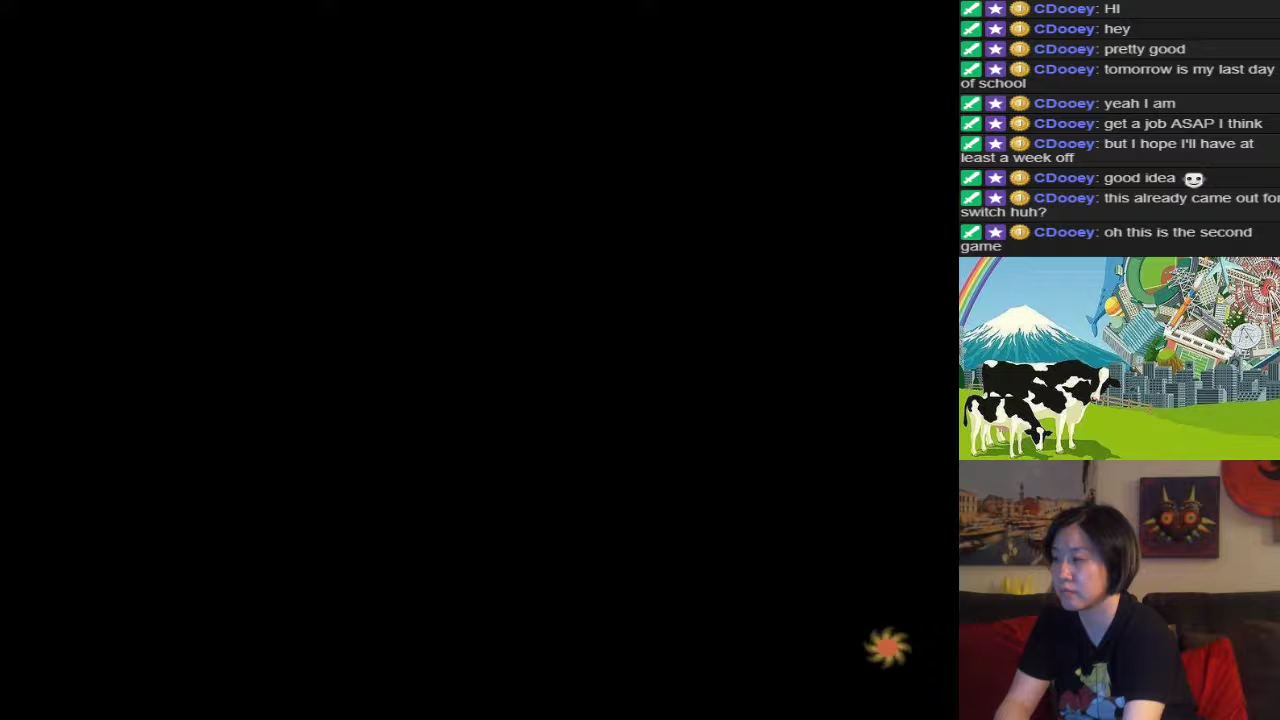 CDooey: HI
CDooey: hey
CDooey: pretty good
CDooey: tomorrow is my last day
of school
CDooey: yeah I am
CDooey: get a job ASAP I think
CDooey: but I hope I'll have at
least a week off
CDooey: good idea
CDooey: this already came out for
switch huh?
CDooey: oh this is the second
game